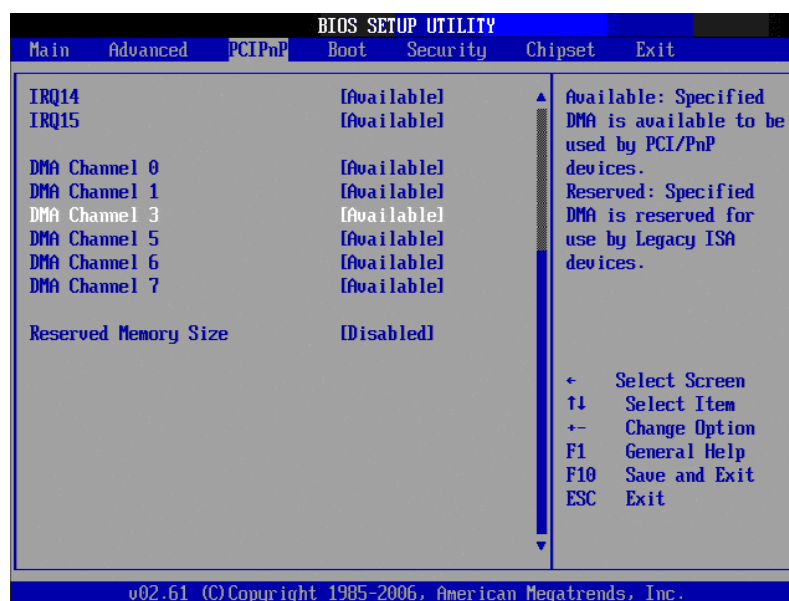 BIOS SETUP UTILITY
Main Advanced PCIPnP Boot Security Chipset Exit
IRQ14 [Available]
IRQ15 [Available]
DMA Channel 0 [Available]
DMA Channel 1 [Available]
DMA Channel 3 [Available]
DMA Channel 5 [Available]
DMA Channel 6 [Available]
DMA Channel 7 [Available]
Reserved Memory Size [Disabled]
Available: Specified
DMA is available to be
used by PCI/PnP
devices.
Reserved: Specified
DMA is reserved for
use by Legacy ISA
devices.
← Select Screen
↑↓ Select Item
+- Change Option
F1 General Help
F10 Save and Exit
ESC Exit
v02.61 (C)Copyright 1985-2006, American Megatrends, Inc.